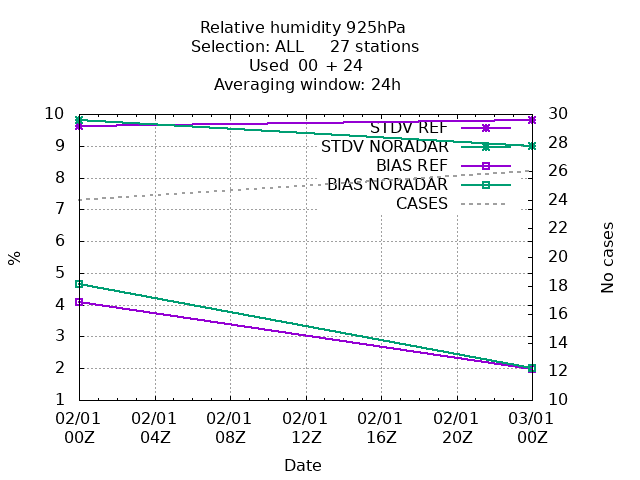 Relative humidity 925hPa
Selection: ALL 27 stations
Used 00 + 24
Averaging window: 24h
10
9
8
7
6
5
4
3
2
1
%
30
28
26
24
22
20
18
16
14
12
10
No cases
STDV REF
STDV NORADAR
BIAS REF
BIAS NORADAR
CASES
02/01 02/01 02/01 02/01 02/01 02/01 03/01
00Z 04Z 08Z 12Z 16Z 20Z 00Z
Date